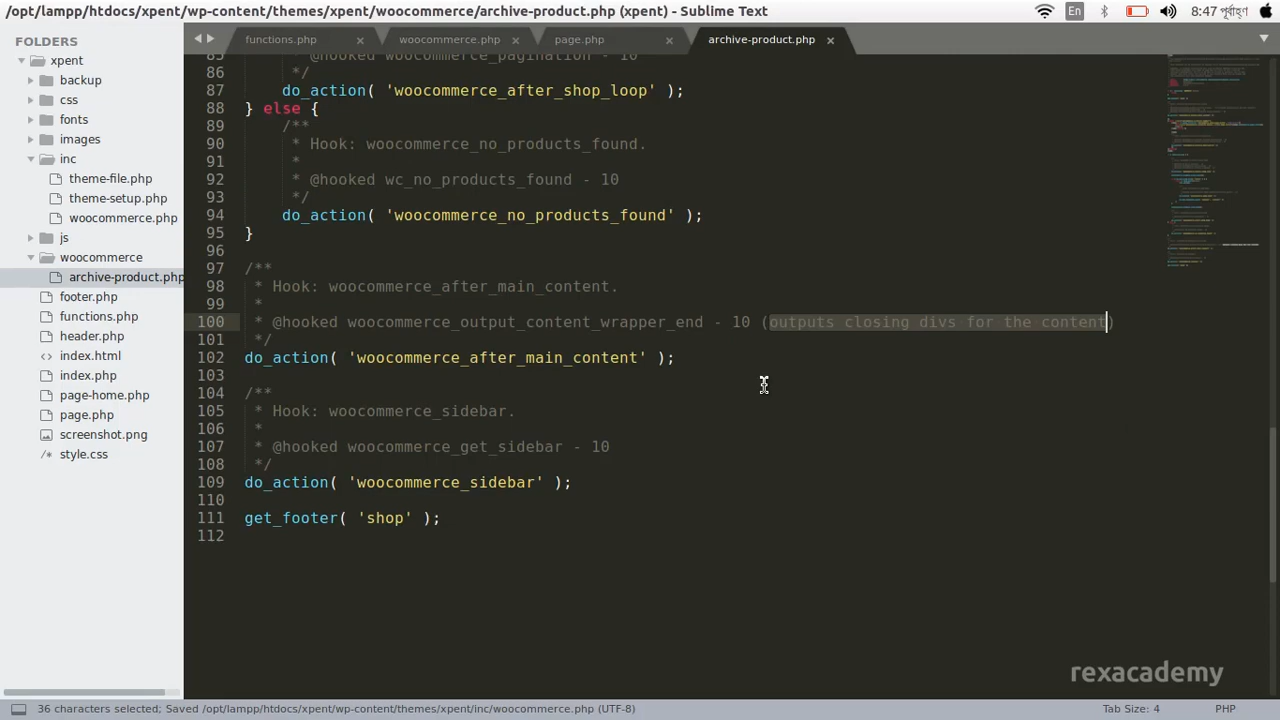 /opt/lampp/htdocs/xpent/wp-content/themes/xpent/woocommerce/archive-product.php (xpent) - Sublime Text
En
8:47 পূর্বাহ্ণ
FOLDERS
xpent
backup
css
fonts
images
inc
theme-file.php
theme-setup.php
woocommerce.php
js
woocommerce
archive-product.php
footer.php
functions.php
header.php
index.html
index.php
page-home.php
page.php
screenshot.png
/* style.css
functions.php × woocommerce.php × page.php × archive-product.php ×
85 * @hooked woocommerce_pagination - 10
86 */
87 do_action( 'woocommerce_after_shop_loop' );
88 } else {
89 /**
90 * Hook: woocommerce_no_products_found.
91 *
92 * @hooked wc_no_products_found - 10
93 */
94 do_action( 'woocommerce_no_products_found' );
95 }
96
97 /**
98 * Hook: woocommerce_after_main_content.
99 *
100 * @hooked woocommerce_output_content_wrapper_end - 10 (outputs closing divs for the content)
101 */
102 do_action( 'woocommerce_after_main_content' );
103
104 /**
105 * Hook: woocommerce_sidebar.
106 *
107 * @hooked woocommerce_get_sidebar - 10
108 */
109 do_action( 'woocommerce_sidebar' );
110
111 get_footer( 'shop' );
112
rexacademy
36 characters selected; Saved /opt/lampp/htdocs/xpent/wp-content/themes/xpent/inc/woocommerce.php (UTF-8)
Tab Size: 4
PHP